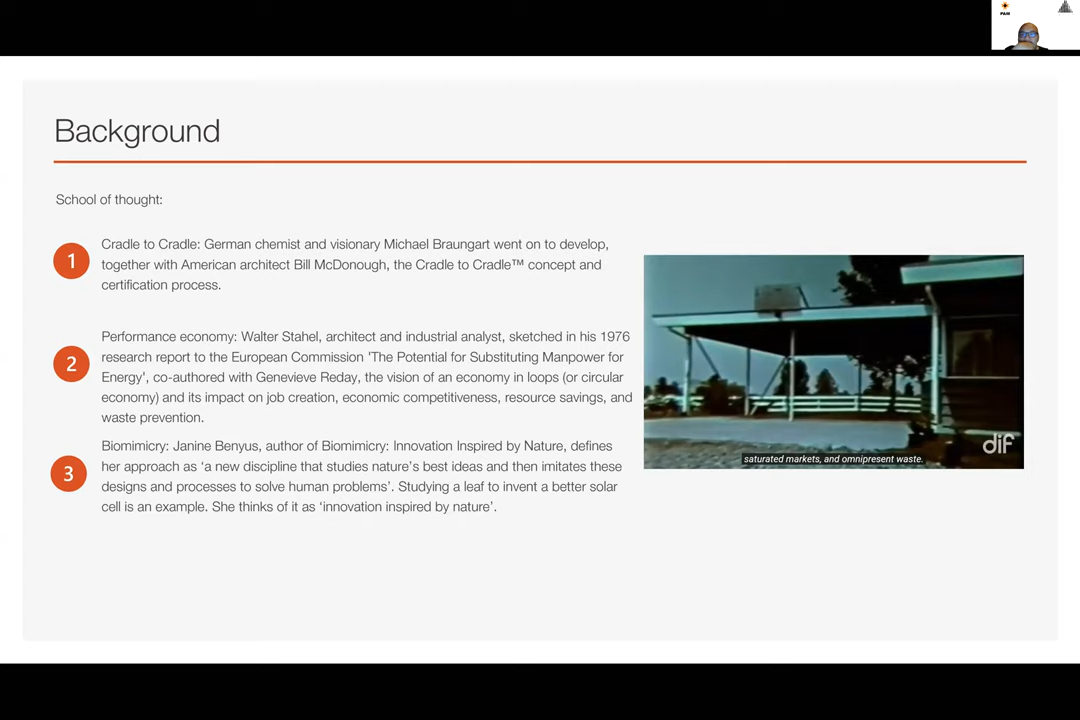 PAM
Background
School of thought:
1
Cradle to Cradle: German chemist and visionary Michael Braungart went on to develop,
together with American architect Bill McDonough, the Cradle to Cradle™ concept and
certification process.
2
Performance economy: Walter Stahel, architect and industrial analyst, sketched in his 1976
research report to the European Commission 'The Potential for Substituting Manpower for
Energy', co-authored with Genevieve Reday, the vision of an economy in loops (or circular
economy) and its impact on job creation, economic competitiveness, resource savings, and
waste prevention.
3
Biomimicry: Janine Benyus, author of Biomimicry: Innovation Inspired by Nature, defines
her approach as ‘a new discipline that studies nature’s best ideas and then imitates these
designs and processes to solve human problems’. Studying a leaf to invent a better solar
cell is an example. She thinks of it as ‘innovation inspired by nature’.
dif
saturated markets, and omnipresent waste.